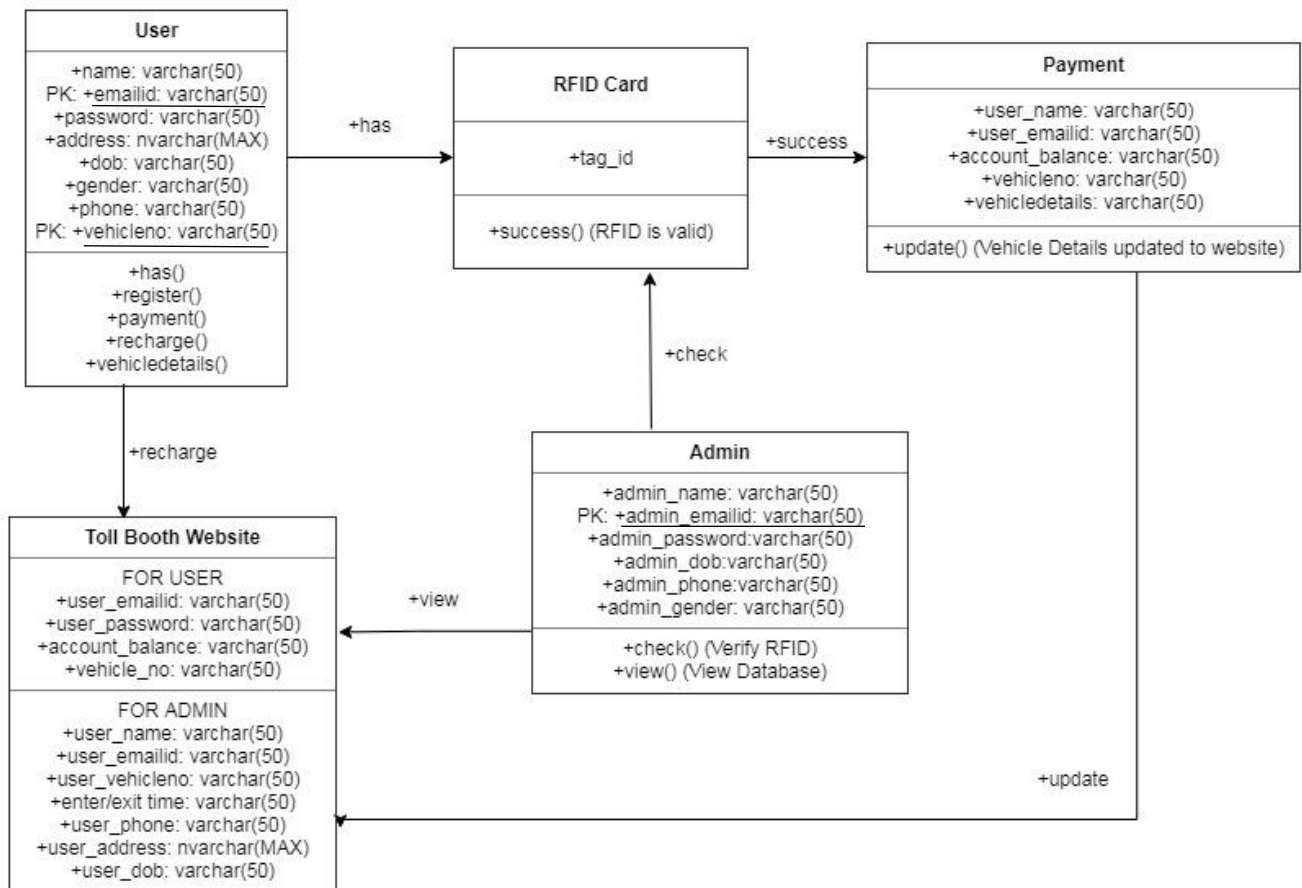 User
+name: varchar(50)
PK: +emailid: varchar(50)
+password: varchar(50)
+address: nvarchar(MAX)
+dob: varchar(50)
+gender: varchar(50)
+phone: varchar(50)
PK: +vehicleno: varchar(50)
+has()
+register()
+payment()
+recharge()
+vehicledetails()
+has
RFID Card
+tag_id
+success() (RFID is valid)
+success
Payment
+user_name: varchar(50)
+user_emailid: varchar(50)
+account_balance: varchar(50)
+vehicleno: varchar(50)
+vehicledetails: varchar(50)
+update() (Vehicle Details updated to website)
+check
+recharge
Admin
+admin_name: varchar(50)
PK: +admin_emailid: varchar(50)
+admin_password:varchar(50)
+admin_dob:varchar(50)
+admin_phone:varchar(50)
+admin_gender: varchar(50)
+check() (Verify RFID)
+view() (View Database)
+view
Toll Booth Website
FOR USER
+user_emailid: varchar(50)
+user_password: varchar(50)
+account_balance: varchar(50)
+vehicle_no: varchar(50)
FOR ADMIN
+user_name: varchar(50)
+user_emailid: varchar(50)
+user_vehicleno: varchar(50)
+enter/exit time: varchar(50)
+user_phone: varchar(50)
+user_address: nvarchar(MAX)
+user_dob: varchar(50)
+update